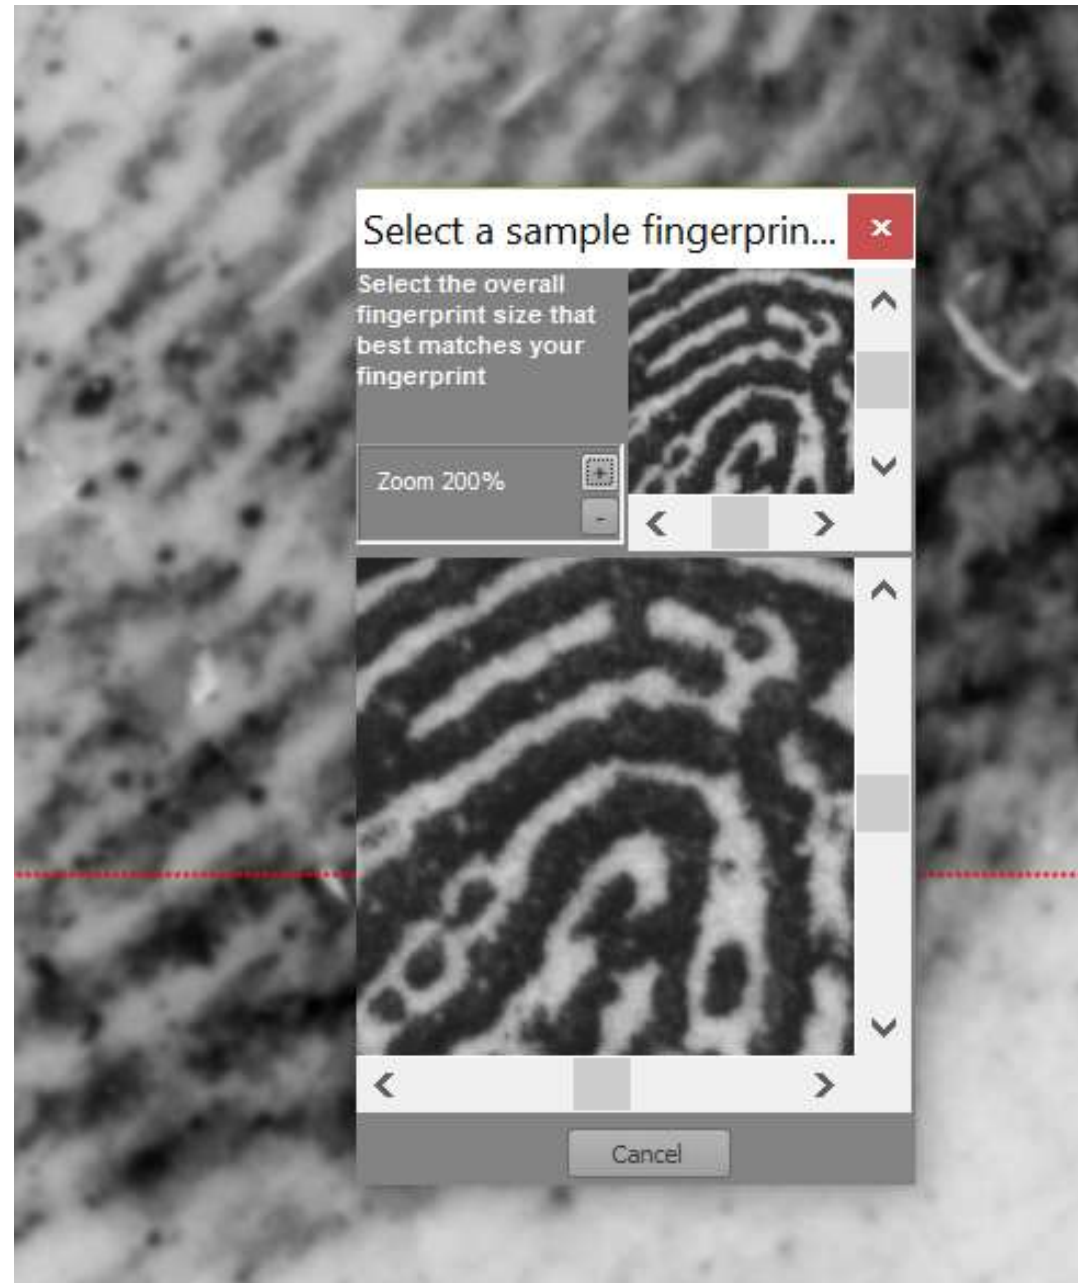 Select a sample fingerprin...
x
Select the overall
fingerprint size that
best matches your
fingerprint
Zoom 200%
+
-
Cancel